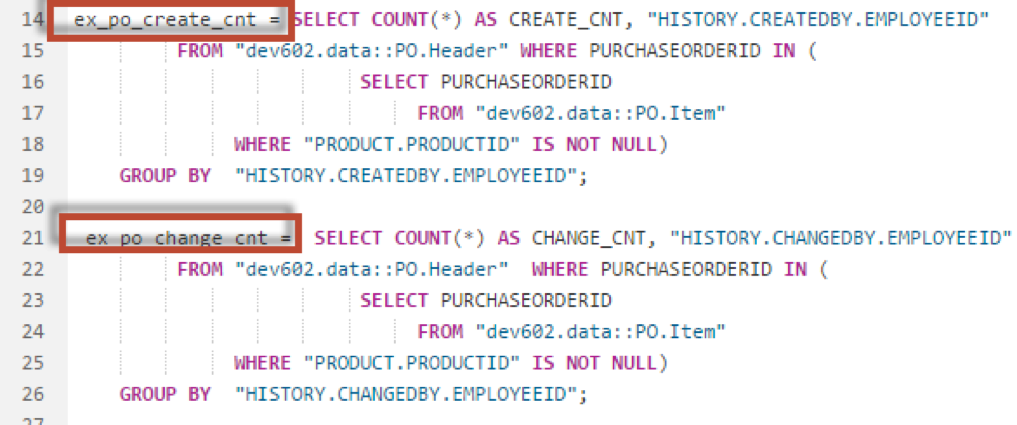 14 ex_po_create_cnt = SELECT COUNT(*) AS CREATE_CNT, "HISTORY.CREATEDBY.EMPLOYEEID"
15 FROM "dev602.data::PO.Header" WHERE PURCHASEORDERID IN (
16 SELECT PURCHASEORDERID
17 FROM "dev602.data::PO.Item"
18 WHERE "PRODUCT.PRODUCTID" IS NOT NULL)
19 GROUP BY "HISTORY.CREATEDBY.EMPLOYEEID";
20
21 ex_po_change_cnt = SELECT COUNT(*) AS CHANGE_CNT, "HISTORY.CHANGEDBY.EMPLOYEEID"
22 FROM "dev602.data::PO.Header" WHERE PURCHASEORDERID IN (
23 SELECT PURCHASEORDERID
24 FROM "dev602.data::PO.Item"
25 WHERE "PRODUCT.PRODUCTID" IS NOT NULL)
26 GROUP BY "HISTORY.CHANGEDBY.EMPLOYEEID";
27